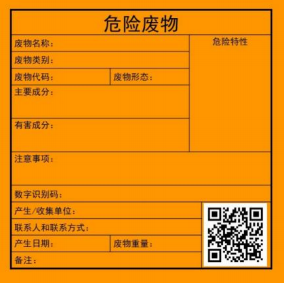 危险废物
废物名称：
危险特性
废物类别：
废物代码：
废物形态：
主要成分：
有害成分：
注意事项：
数字识别码：
产生/收集单位：
联系人和联系方式：
产生日期：
废物重量：
备注：